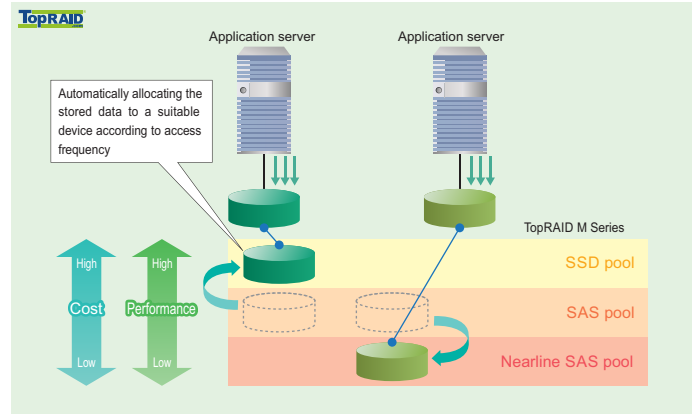 TopRAID
.com
Application server
Application server
Automatically allocating the
stored data to a suitable
device according to access
frequency
TopRAID M Series
High
High
SSD pool
Cost
Performance
SAS pool
Low
Low
Nearline SAS pool